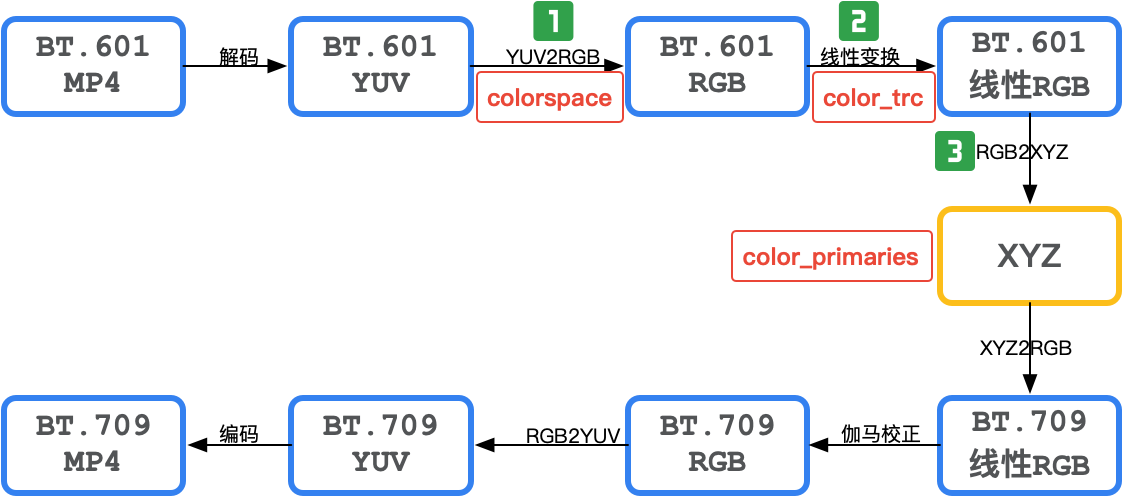 1
2
BT.601
MP4
解码
BT.601
YUV
YUV2RGB
colorspace
BT.601
RGB
线性变换
color_trc
BT.601
线性RGB
3
RGB2XYZ
color_primaries
XYZ
XYZ2RGB
BT.709
MP4
编码
BT.709
YUV
RGB2YUV
BT.709
RGB
伽马校正
BT.709
线性RGB